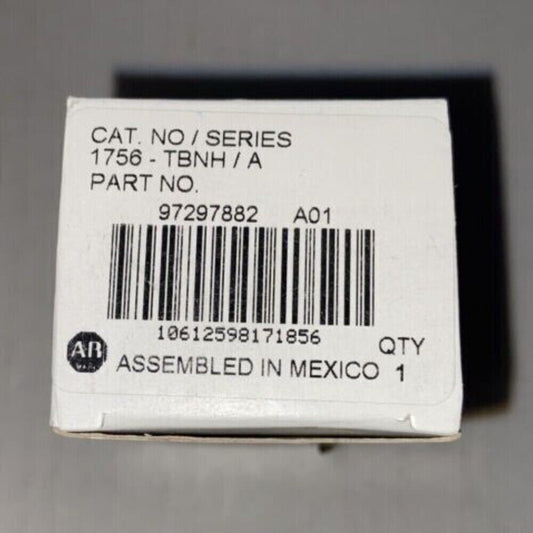 CAT. NO / SERIES
1756 - TBNH / A
PART NO.
97297882 A01
10612598171856
AB
QTY
ASSEMBLED IN MEXICO 1